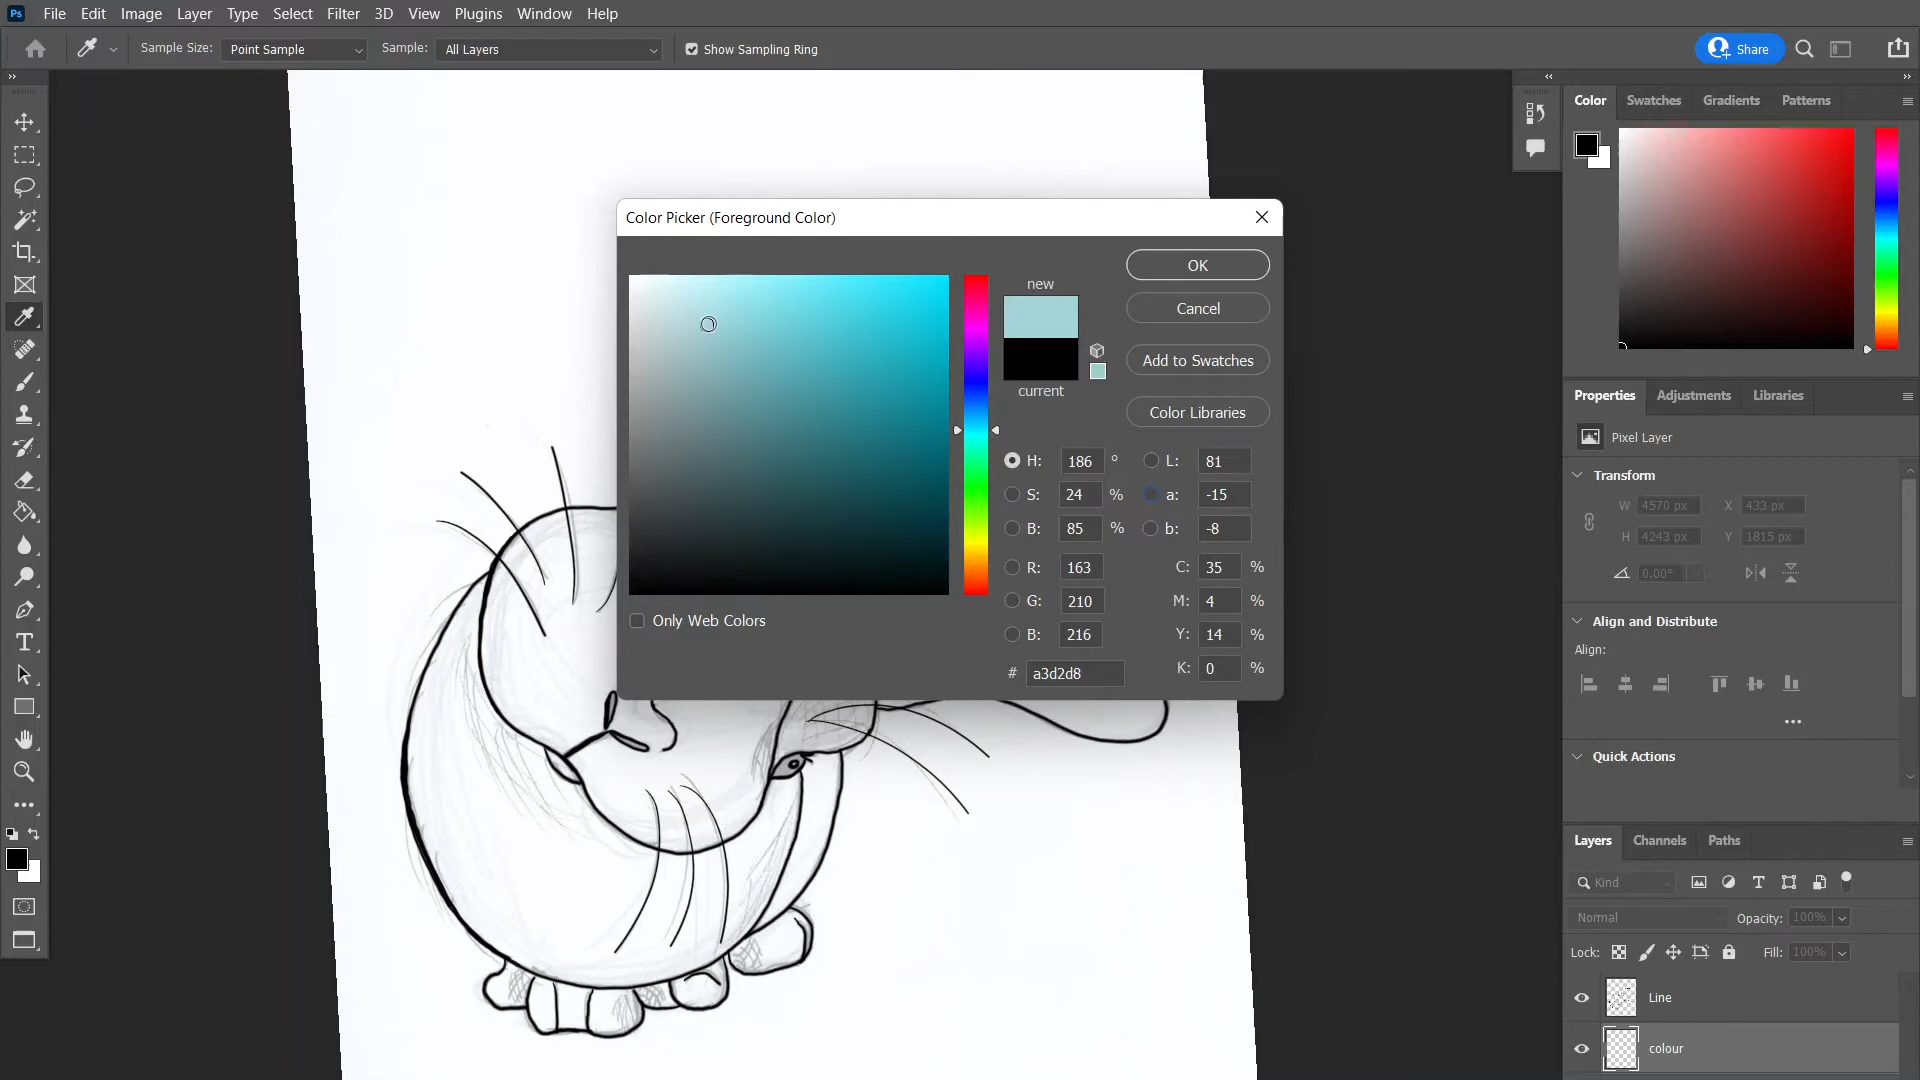 Ps File Edit Image Layer Type Select Filter 3D View Plugins Window Help
Sample Size: Point Sample Sample: All Layers Show Sampling Ring Share
Color Swatches Gradients Patterns
Color Picker (Foreground Color)
OK
new
Cancel
Add to Swatches
current
Color Libraries
H: 186 ° L: 81
S: 24 % a: -15
B: 85 % b: -8
R: 163 C: 35 %
G: 210 M: 4 %
B: 216 Y: 14 %
# a3d2d8 K: 0 %
Only Web Colors
Properties Adjustments Libraries
Pixel Layer
Transform
W 4570 px X 433 px
H 4243 px Y 1815 px
0.00°
Align and Distribute
Align:
Quick Actions
Layers Channels Paths
Kind
Normal Opacity: 100%
Lock: Fill: 100%
Line
colour